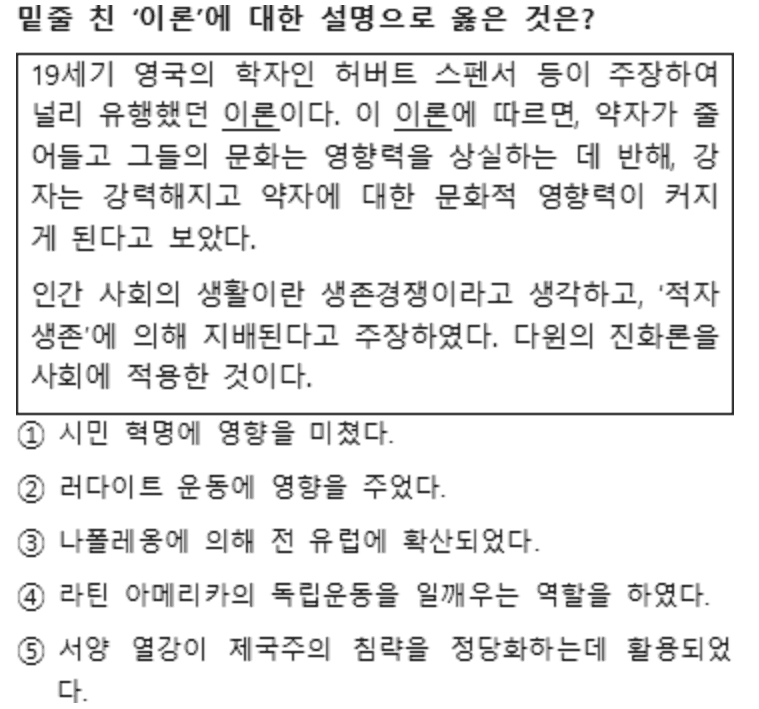 밑줄 친 '이론'에 대한 설명으로 옳은 것은?
19세기 영국의 학자인 허버트 스펜서 등이 주장하여
널리 유행했던 이론이다. 이 이론에 따르면, 약자가 줄
어들고 그들의 문화는 영향력을 상실하는 데 반해, 강
자는 강력해지고 약자에 대한 문화적 영향력이 커지
게 된다고 보았다.
인간 사회의 생활이란 생존경쟁이라고 생각하고, '적자
생존'에 의해 지배된다고 주장하였다. 다윈의 진화론을
사회에 적용한 것이다.
① 시민 혁명에 영향을 미쳤다.
② 러다이트 운동에 영향을 주었다.
③ 나폴레옹에 의해 전 유럽에 확산되었다.
④ 라틴 아메리카의 독립운동을 일깨우는 역할을 하였다.
⑤ 서양 열강이 제국주의 침략을 정당화하는데 활용되었
다.